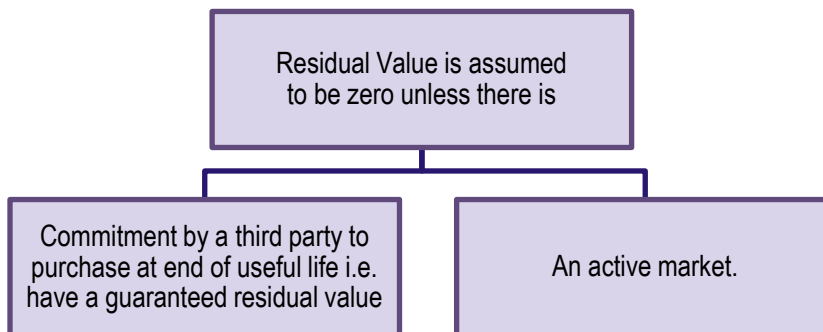 Residual Value is assumed
to be zero unless there is
Commitment by a third party to
purchase at end of useful life i.e.
have a guaranteed residual value
An active market.